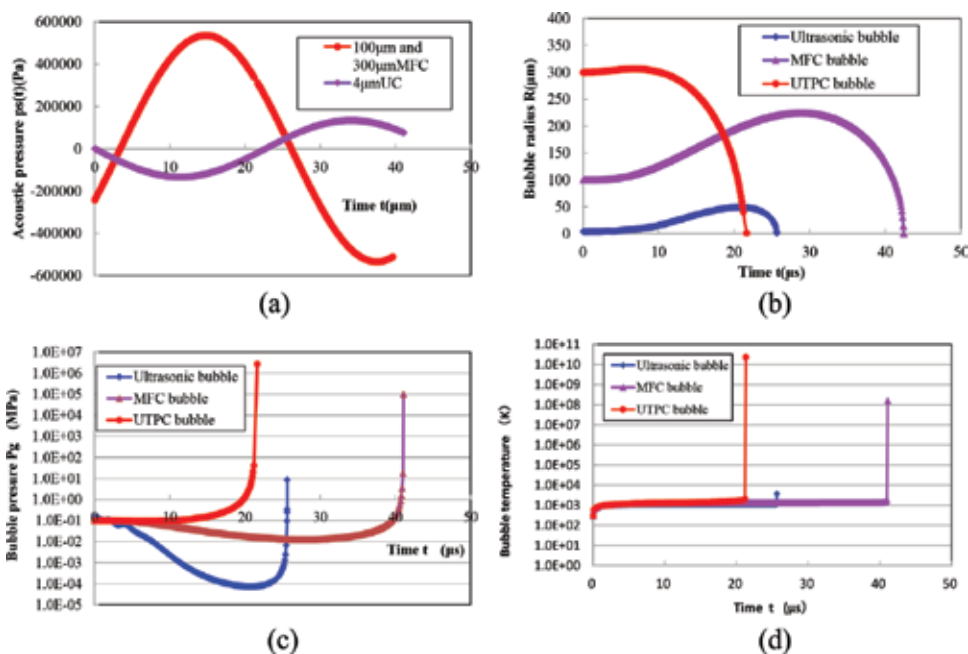 600000
400000
200000
0
-200000
-400000
-600000
Acoustic pressure ps(t)(Pa)
0 10 20 30 40 50
Time t(μm)
100μm and
300μmMFC
4μmUC
(a)
400
350
300
250
200
150
100
50
0
Bubble radius R(μm)
0 10 20 30 40 50
Time t(μs)
Ultrasonic bubble
MFC bubble
UTPC bubble
(b)
1.0E+07
1.0E+06
1.0E+05
1.0E+04
1.0E+03
1.0E+02
1.0E+01
1.0E+00
1.0E-01
1.0E-02
1.0E-03
1.0E-04
1.0E-05
Bubble presure Pg (MPa)
0 10 20 30 40 50
Time t (μs)
Ultrasonic bubble
MFC bubble
UTPC bubble
(c)
1.0E+11
1.0E+10
1.0E+09
1.0E+08
1.0E+07
1.0E+06
1.0E+05
1.0E+04
1.0E+03
1.0E+02
1.0E+01
1.0E+00
Bubble temperature (K)
0 10 20 30 40 50
Time t (μs)
Ultrasonic bubble
MFC bubble
UTPC bubble
(d)